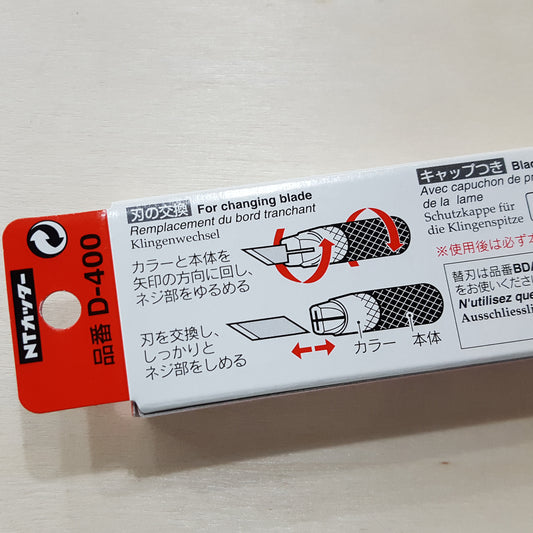 NTカッター
品番 D-400
刃の交換 For changing blade
Remplacement du bord tranchant
Klingenwechsel
カラーと本体を
矢印の方向に回し、
ネジ部をゆるめる
刃を交換し、
しっかりと
ネジ部をしめる
カラー 本体
キャップつき
Avec capuchon de
de la lame
Schutzkappe für
die Klingenspitze
※使用後は必ず
替刃は品番BDA
をお使いくださ
N'utilisez que